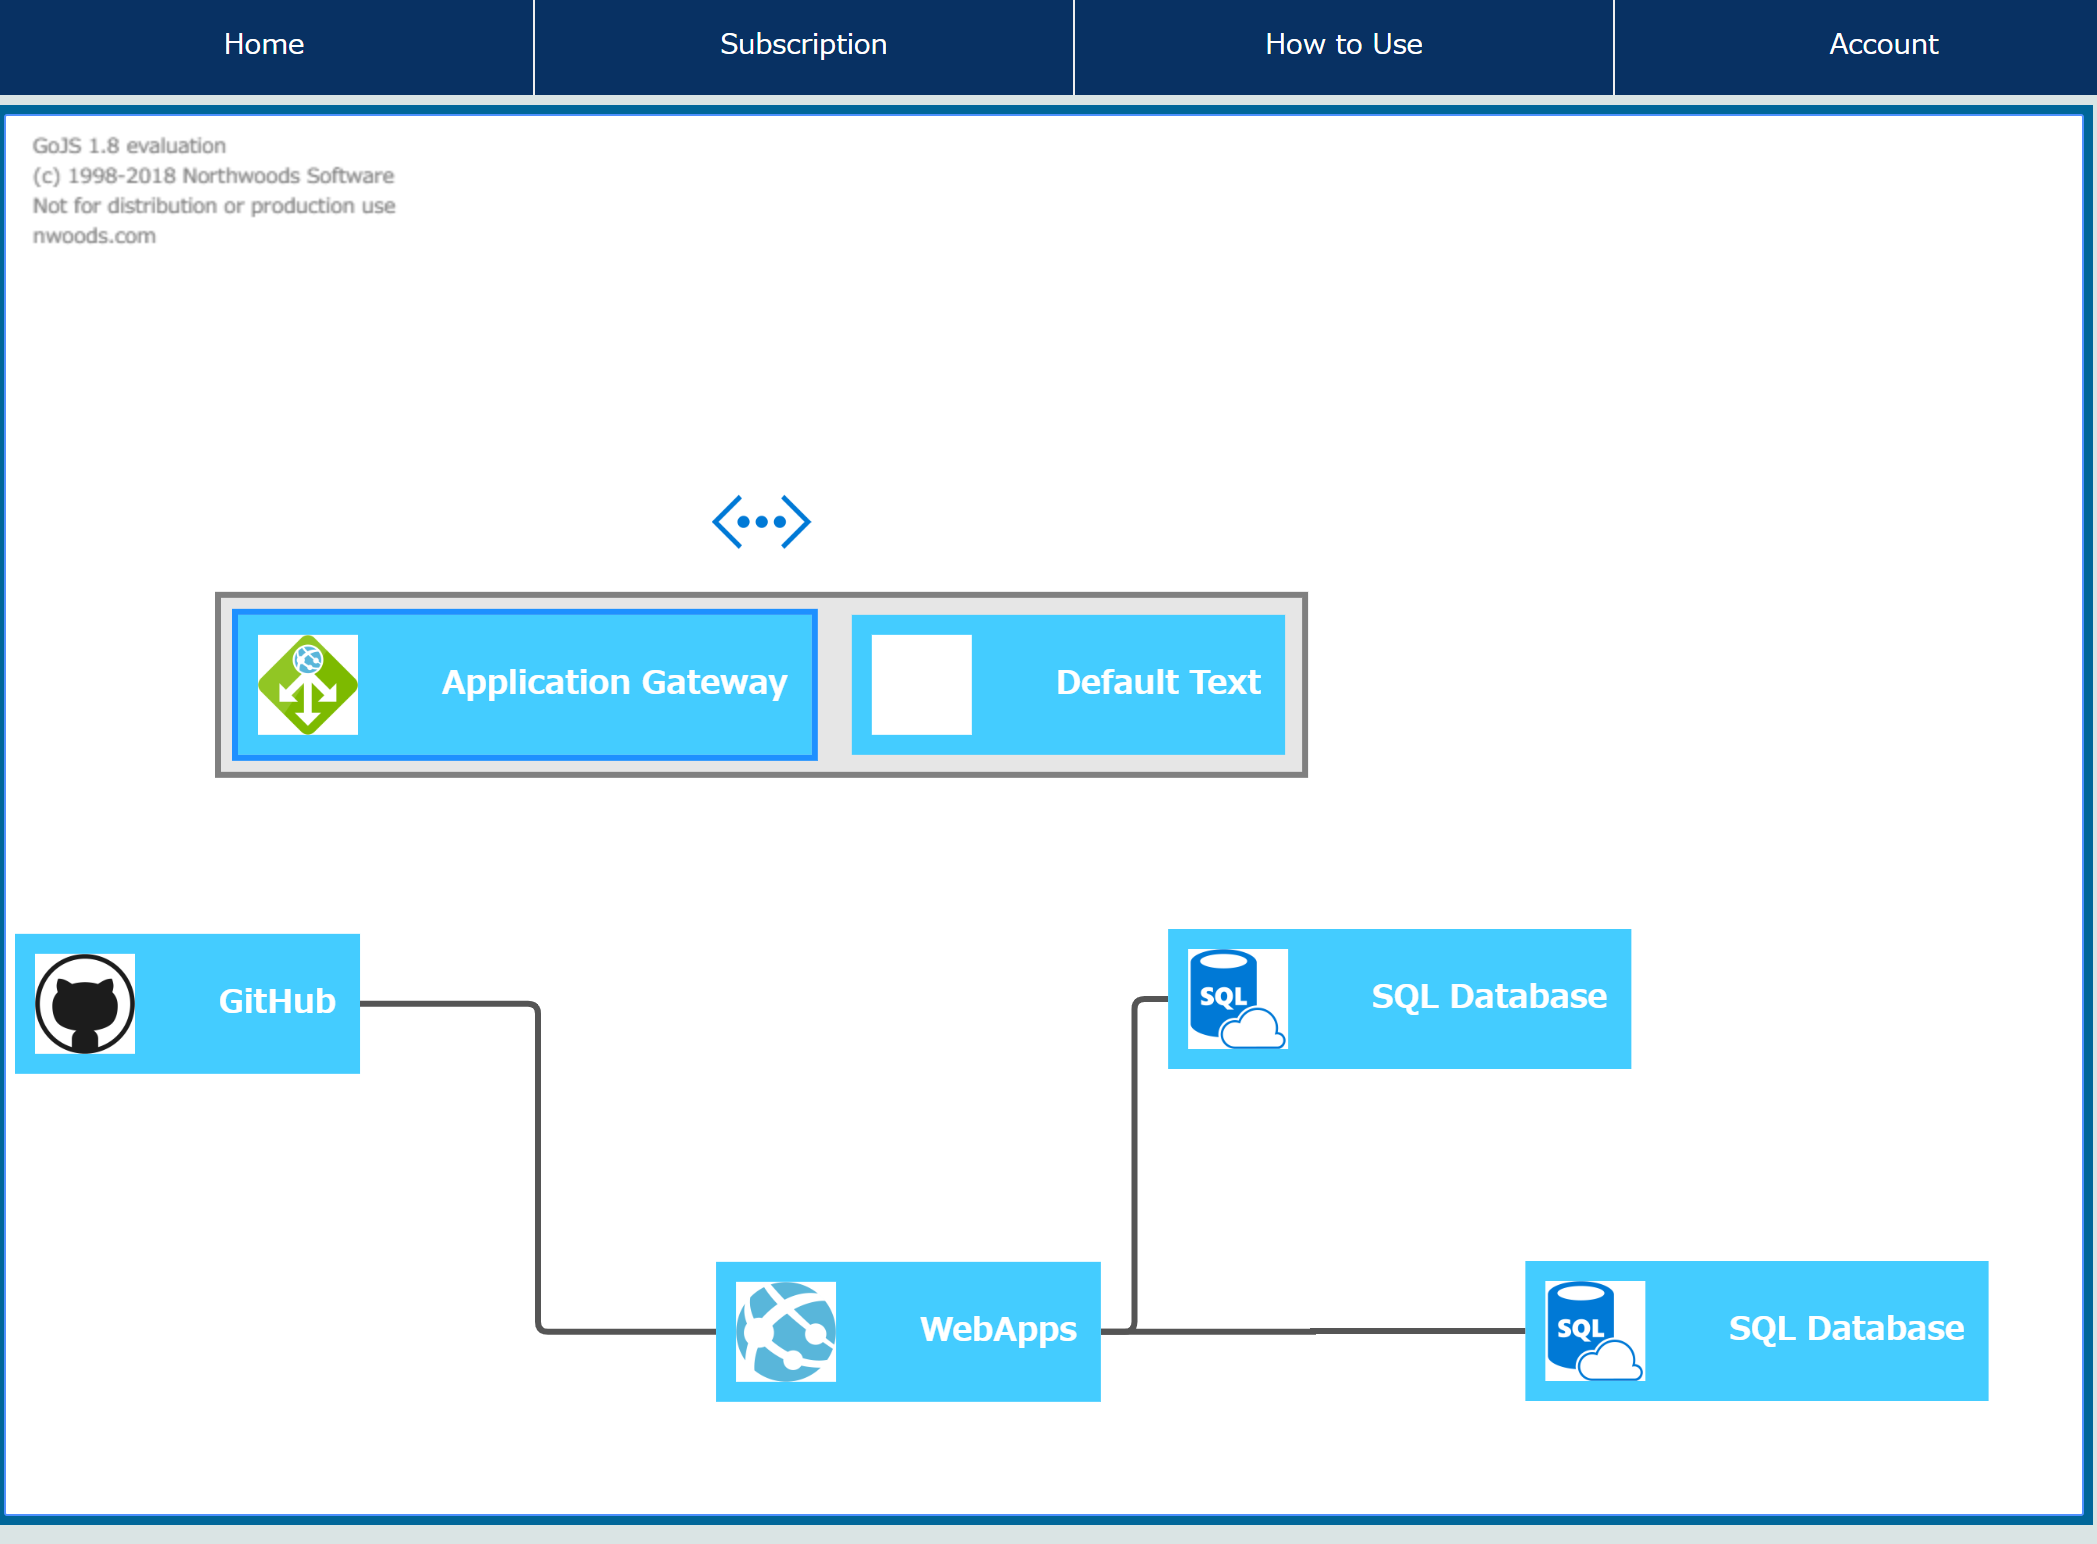 Home
Subscription
How to Use
Account
GoJS 1.8 evaluation
(c) 1998-2018 Northwoods Software
Not for distribution or production use
nwoods.com
Application Gateway
Default Text
GitHub
SQL
SQL Database
WebApps
SQL
SQL Database